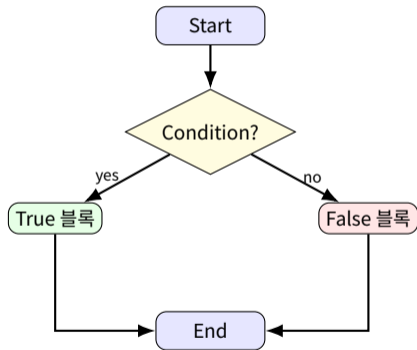 Start
Condition?
yes
no
True 블록
False 블록
End